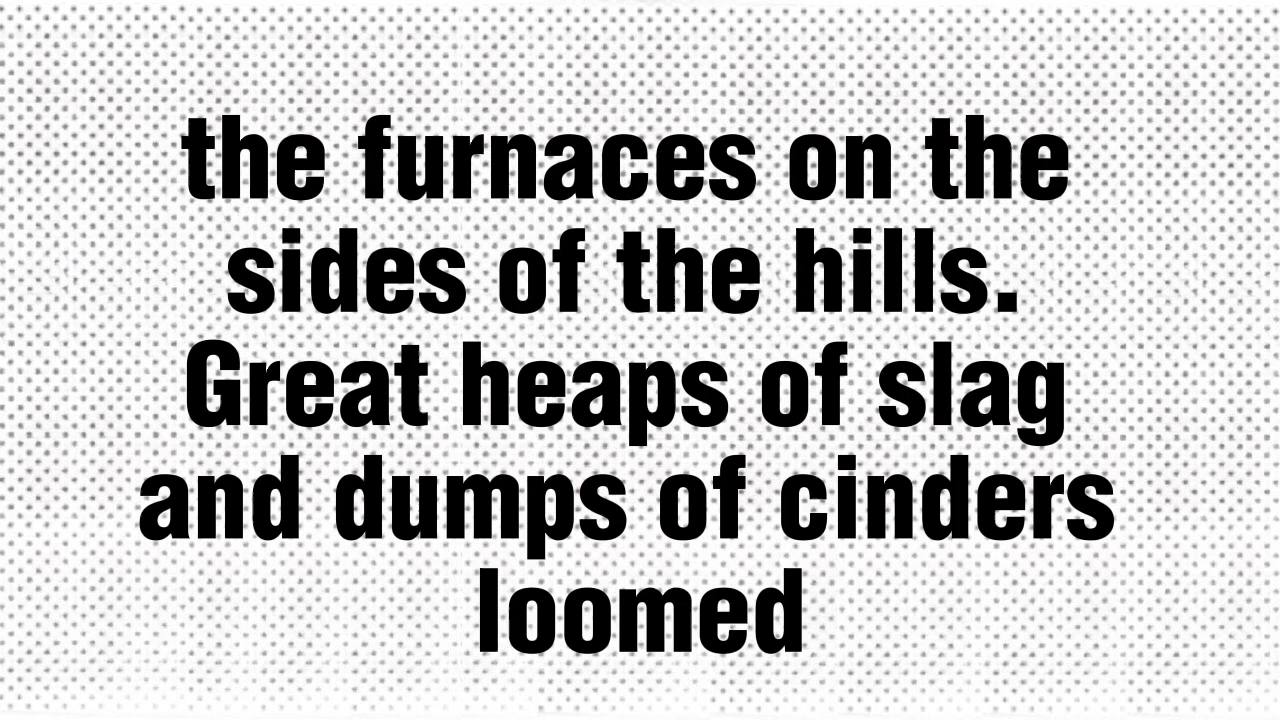 the furnaces on the
sides of the hills.
Great heaps of slag
and dumps of cinders
loomed